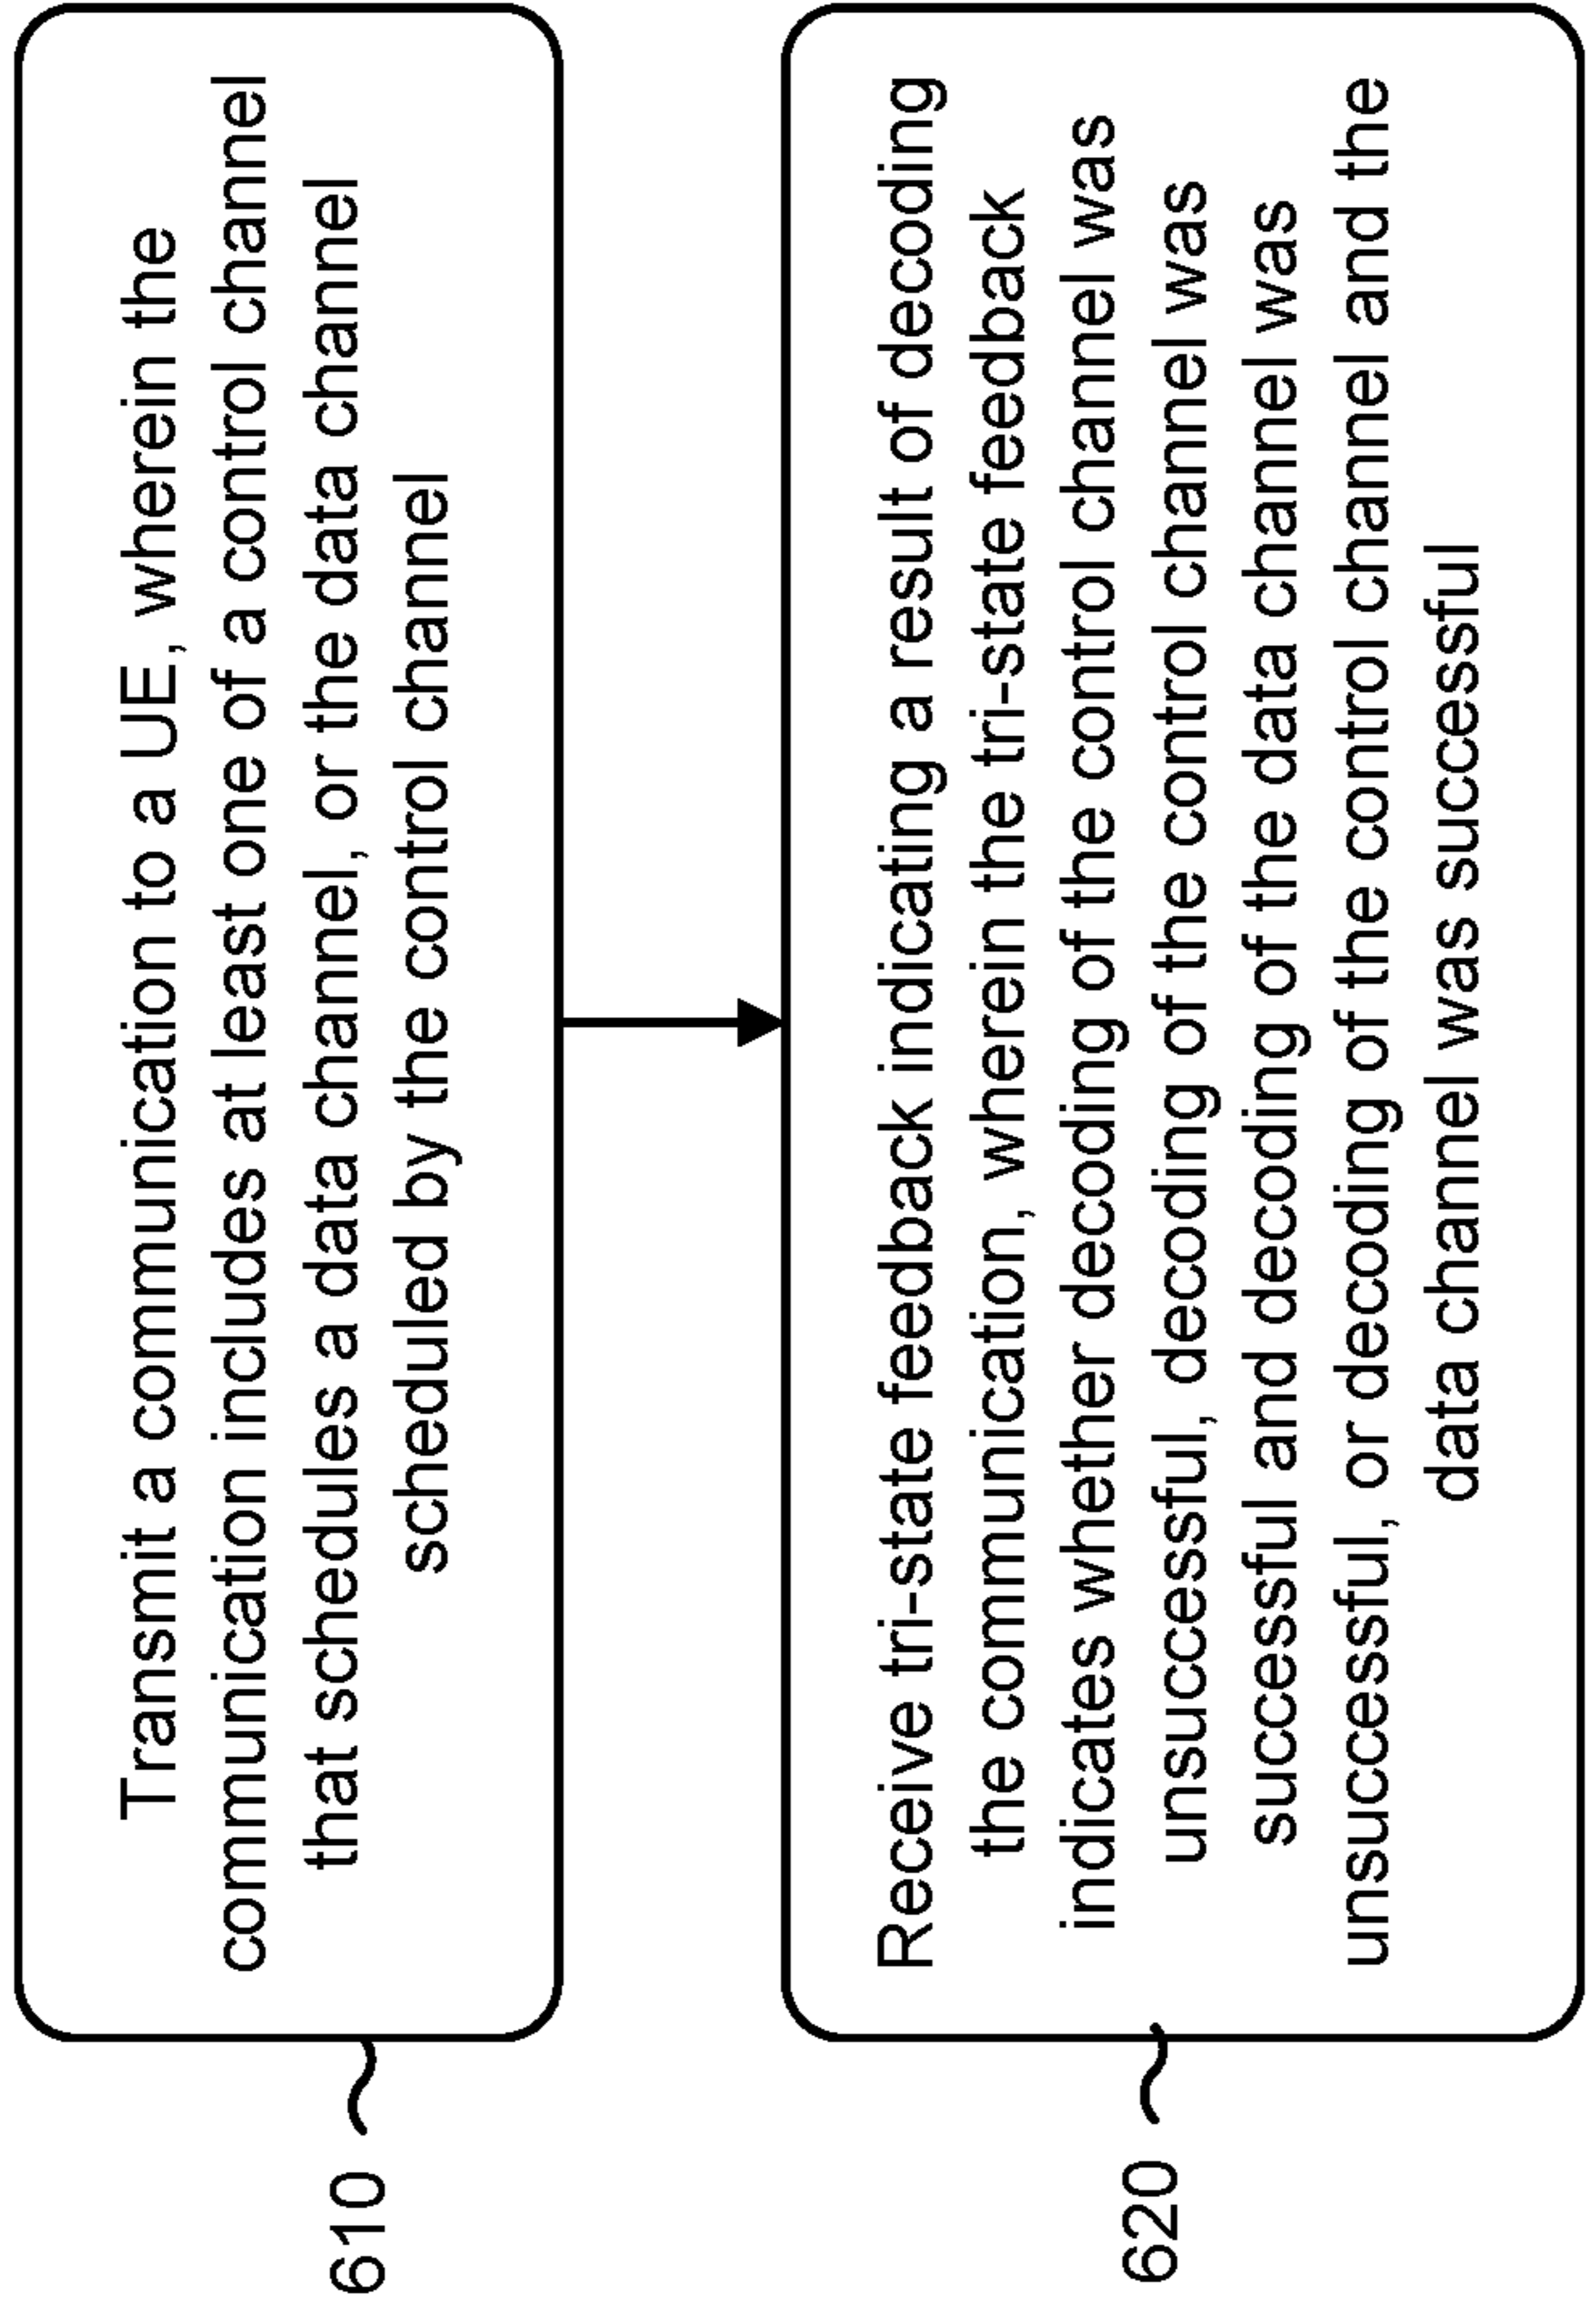 610
Transmit a communication to a UE, wherein the
communication includes at least one of a control channel
that schedules a data channel, or the data channel
scheduled by the control channel
620
Receive tri-state feedback indicating a result of decoding
the communication, wherein the tri-state feedback
indicates whether decoding of the control channel was
unsuccessful, decoding of the control channel was
successful and decoding of the data channel was
unsuccessful, or decoding of the control channel and the
data channel was successful